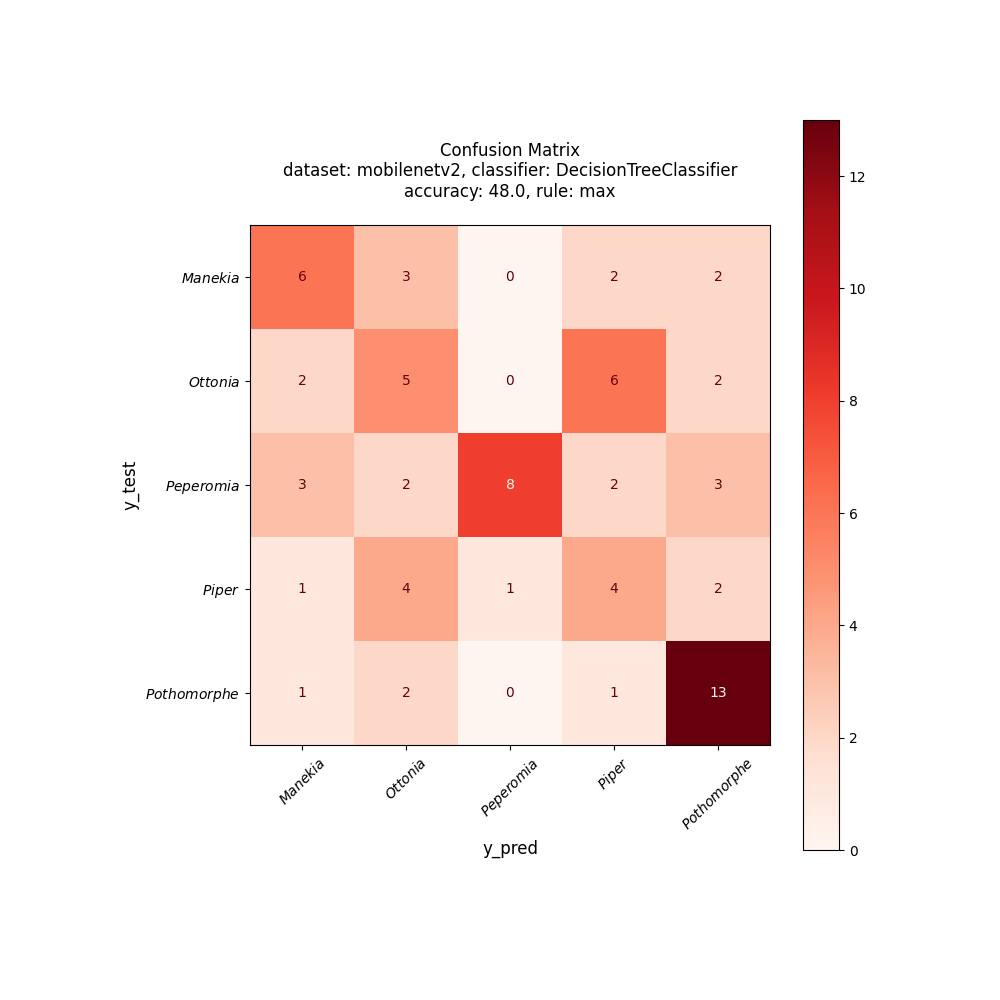 Confusion Matrix
dataset: mobilenetv2, classifier: DecisionTreeClassifier
accuracy: 48.0, rule: max
Manekia 6 3 0 2 2
Ottonia 2 5 0 6 2
Peperomia 3 2 8 2 3
Piper 1 4 1 4 2
Pothomorphe 1 2 0 1 13
y_test
Manekia Ottonia Peperomia Piper Pothomorphe
y_pred
12
10
8
6
4
2
0